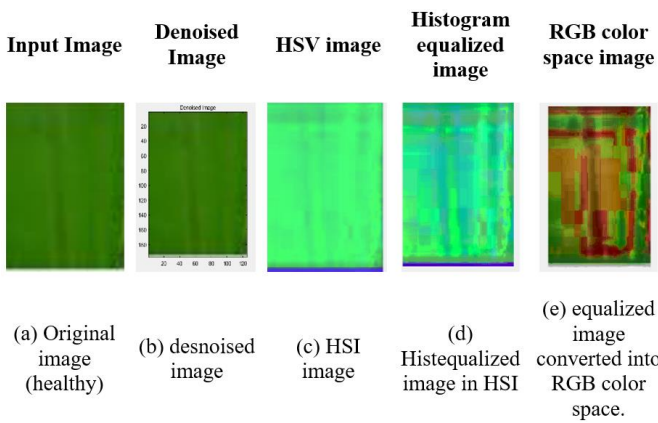 Input Image
Denoised
Image
HSV image
Histogram
equalized
image
RGB color
space image
Denoised image
20
40
60
80
100
120
140
160
180
20 40 60 80 100 120
(a) Original
image
(healthy)
(b) desnoised
image
(c) HSI
image
(d)
Histequalized
image in HSI
(e) equalized
image
converted into
RGB color
space.